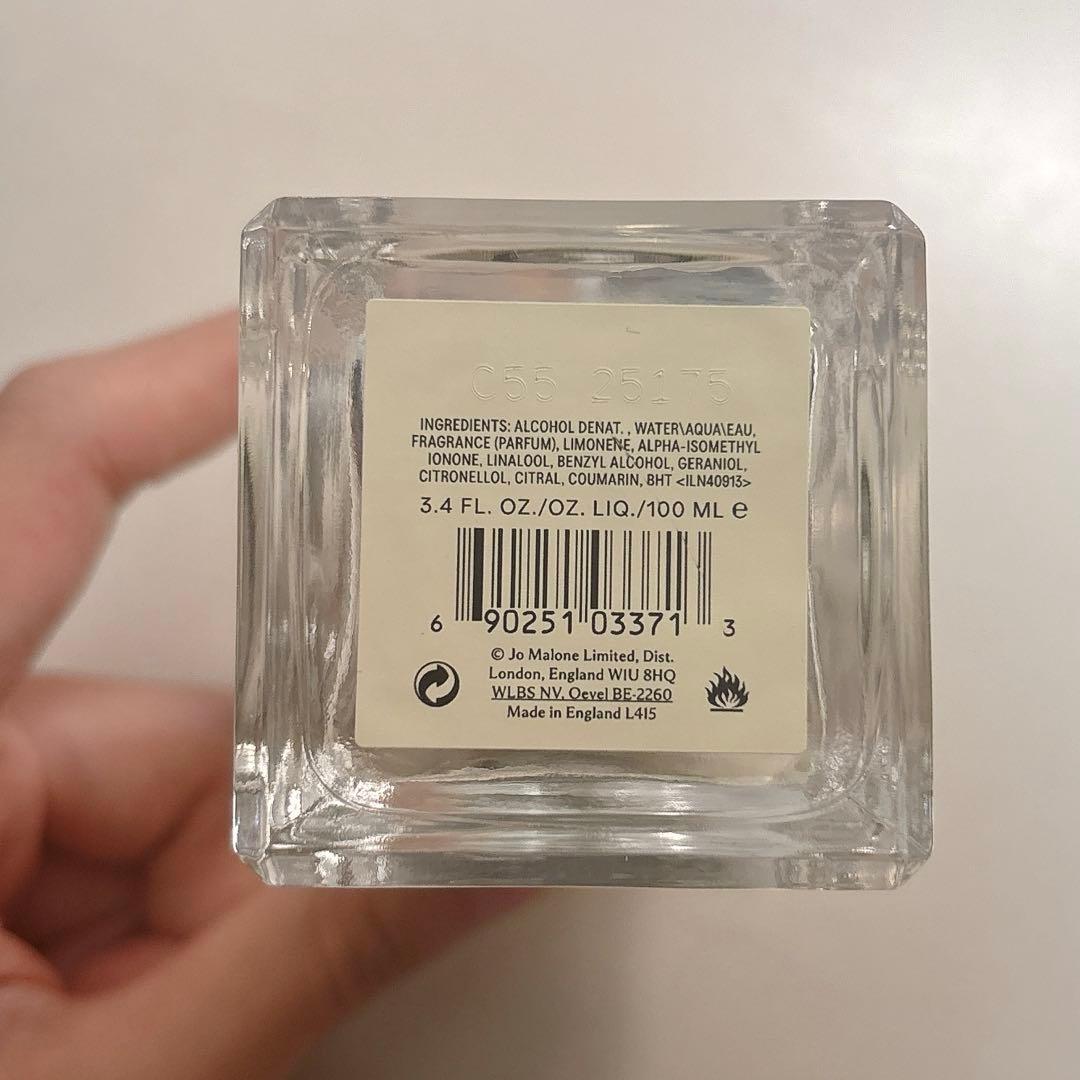 C55 25175
INGREDIENTS: ALCOHOL DENAT. , WATER\AQUA\EAU,
FRAGRANCE (PARFUM), LIMONENE, ALPHA-ISOMETHYL
IONONE, LINALOOL, BENZYL ALCOHOL, GERANIOL,
CITRONELLOL, CITRAL, COUMARIN, BHT <ILN40913>
3.4 FL. OZ./OZ. LIQ./100 ML ℮
6 90251 03371 3
© Jo Malone Limited, Dist.
London, England W1U 8HQ
WLBS NV, Oevel BE-2260
Made in England L415